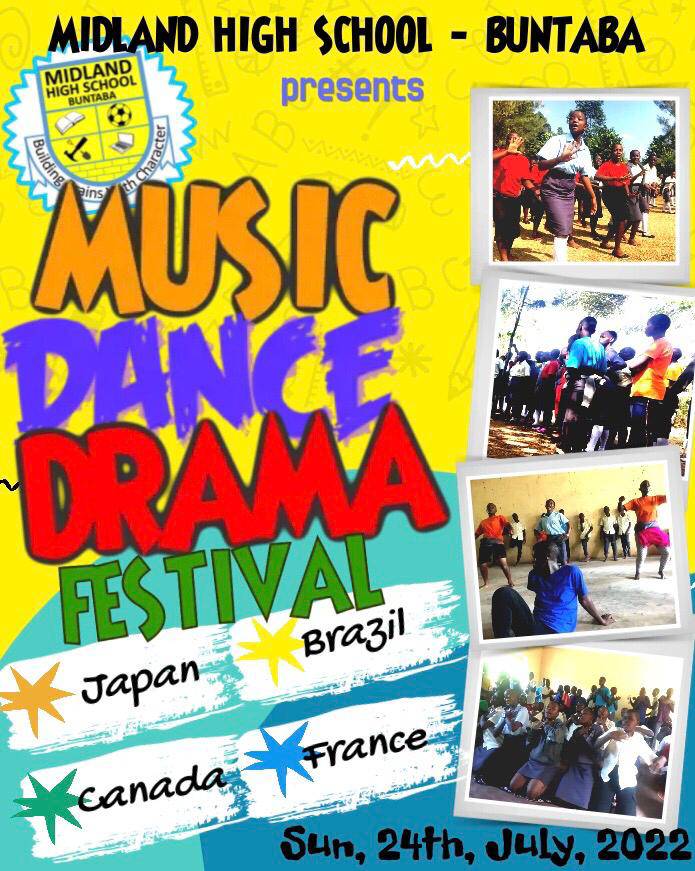 MIDLAND HIGH SCHOOL - BUNTABA
presents
MIDLAND
HIGH SCHOOL
BUNTABA
Building With Character
MUSIC
DANCE
DRAMA
FESTIVAL
Japan
Brazil
Canada
France
Sun, 24th, July, 2022